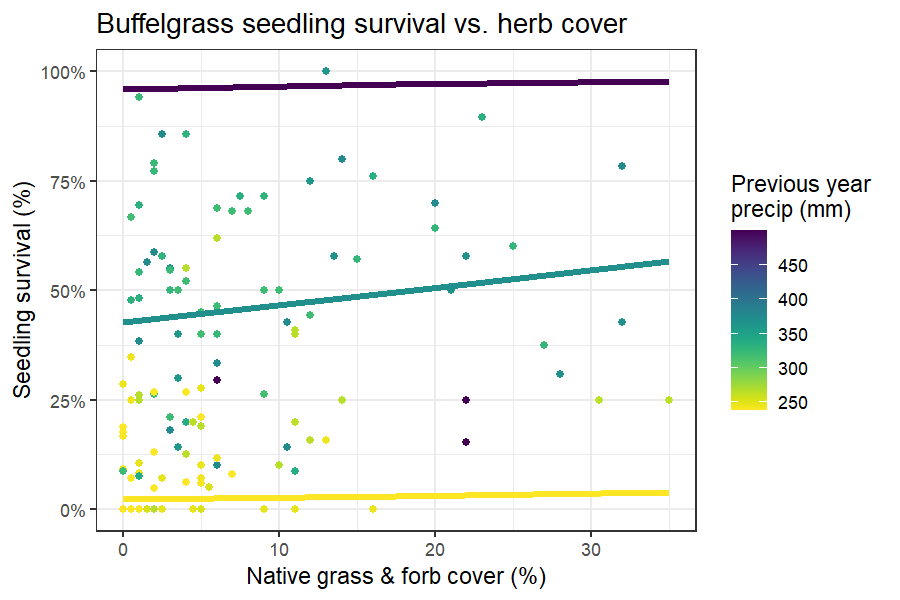 Buffelgrass seedling survival vs. herb cover
Seedling survival (%)
100%
75%
50%
25%
0%
0
10
20
30
Native grass & forb cover (%)
Previous year
precip (mm)
450
400
350
300
250